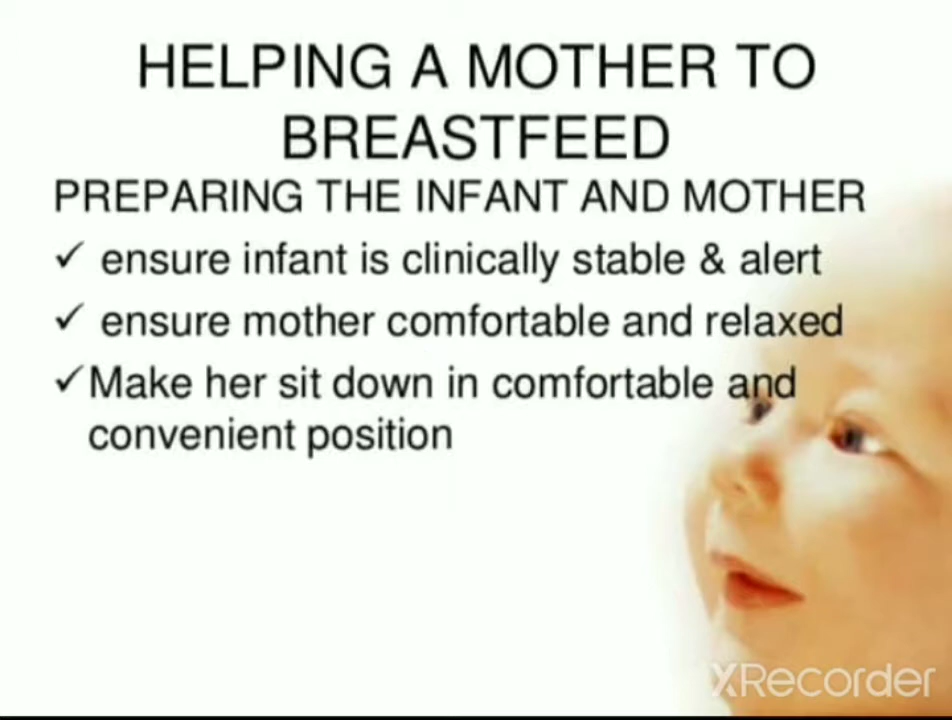 HELPING A MOTHER TO
BREASTFEED
PREPARING THE INFANT AND MOTHER
✓ ensure infant is clinically stable & alert
✓ ensure mother comfortable and relaxed
✓Make her sit down in comfortable and
convenient position
XRecorder